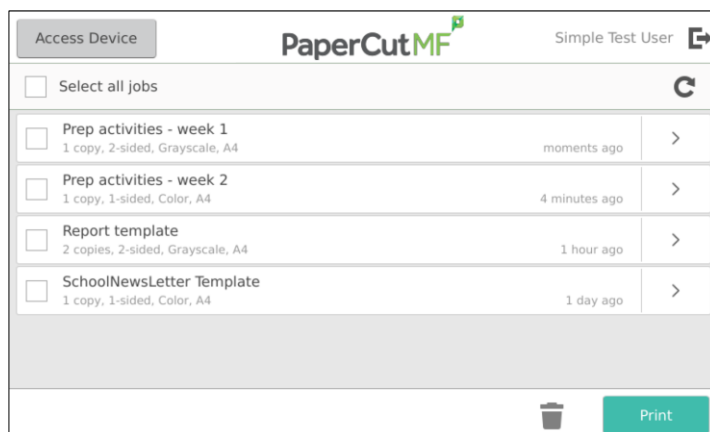 Access Device
PaperCutMF
Simple Test User
Select all jobs
Prep activities - week 1
1 copy, 2-sided, Grayscale, A4
moments ago
Prep activities - week 2
1 copy, 1-sided, Color, A4
4 minutes ago
Report template
2 copies, 2-sided, Grayscale, A4
1 hour ago
SchoolNewsLetter Template
1 copy, 1-sided, Color, A4
1 day ago
Print